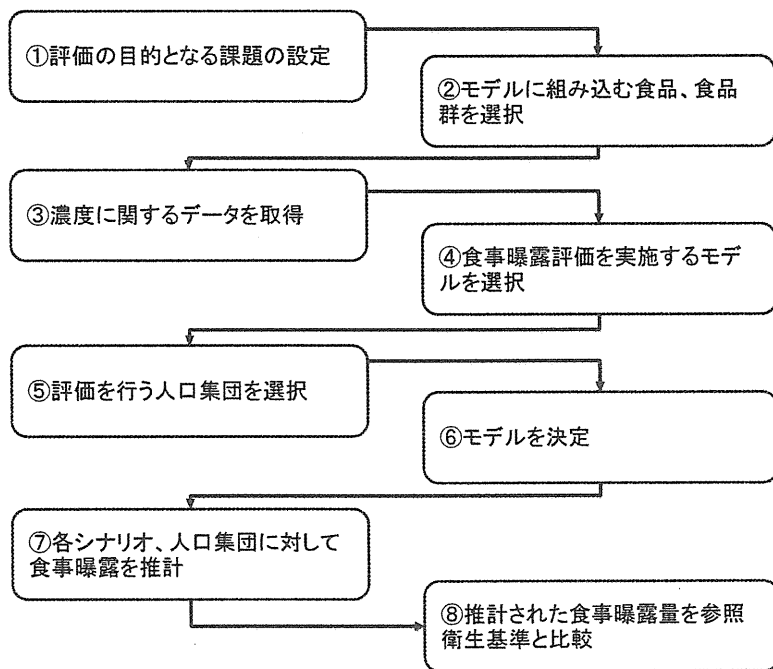 ①評価の目的となる課題の設定
②モデルに組み込む食品、食品
群を選択
③濃度に関するデータを取得
④食事曝露評価を実施するモデ
ルを選択
⑤評価を行う人口集団を選択
⑥モデルを決定
⑦各シナリオ、人口集団に対して
食事曝露を推計
⑧推計された食事曝露量を参照
衛生基準と比較